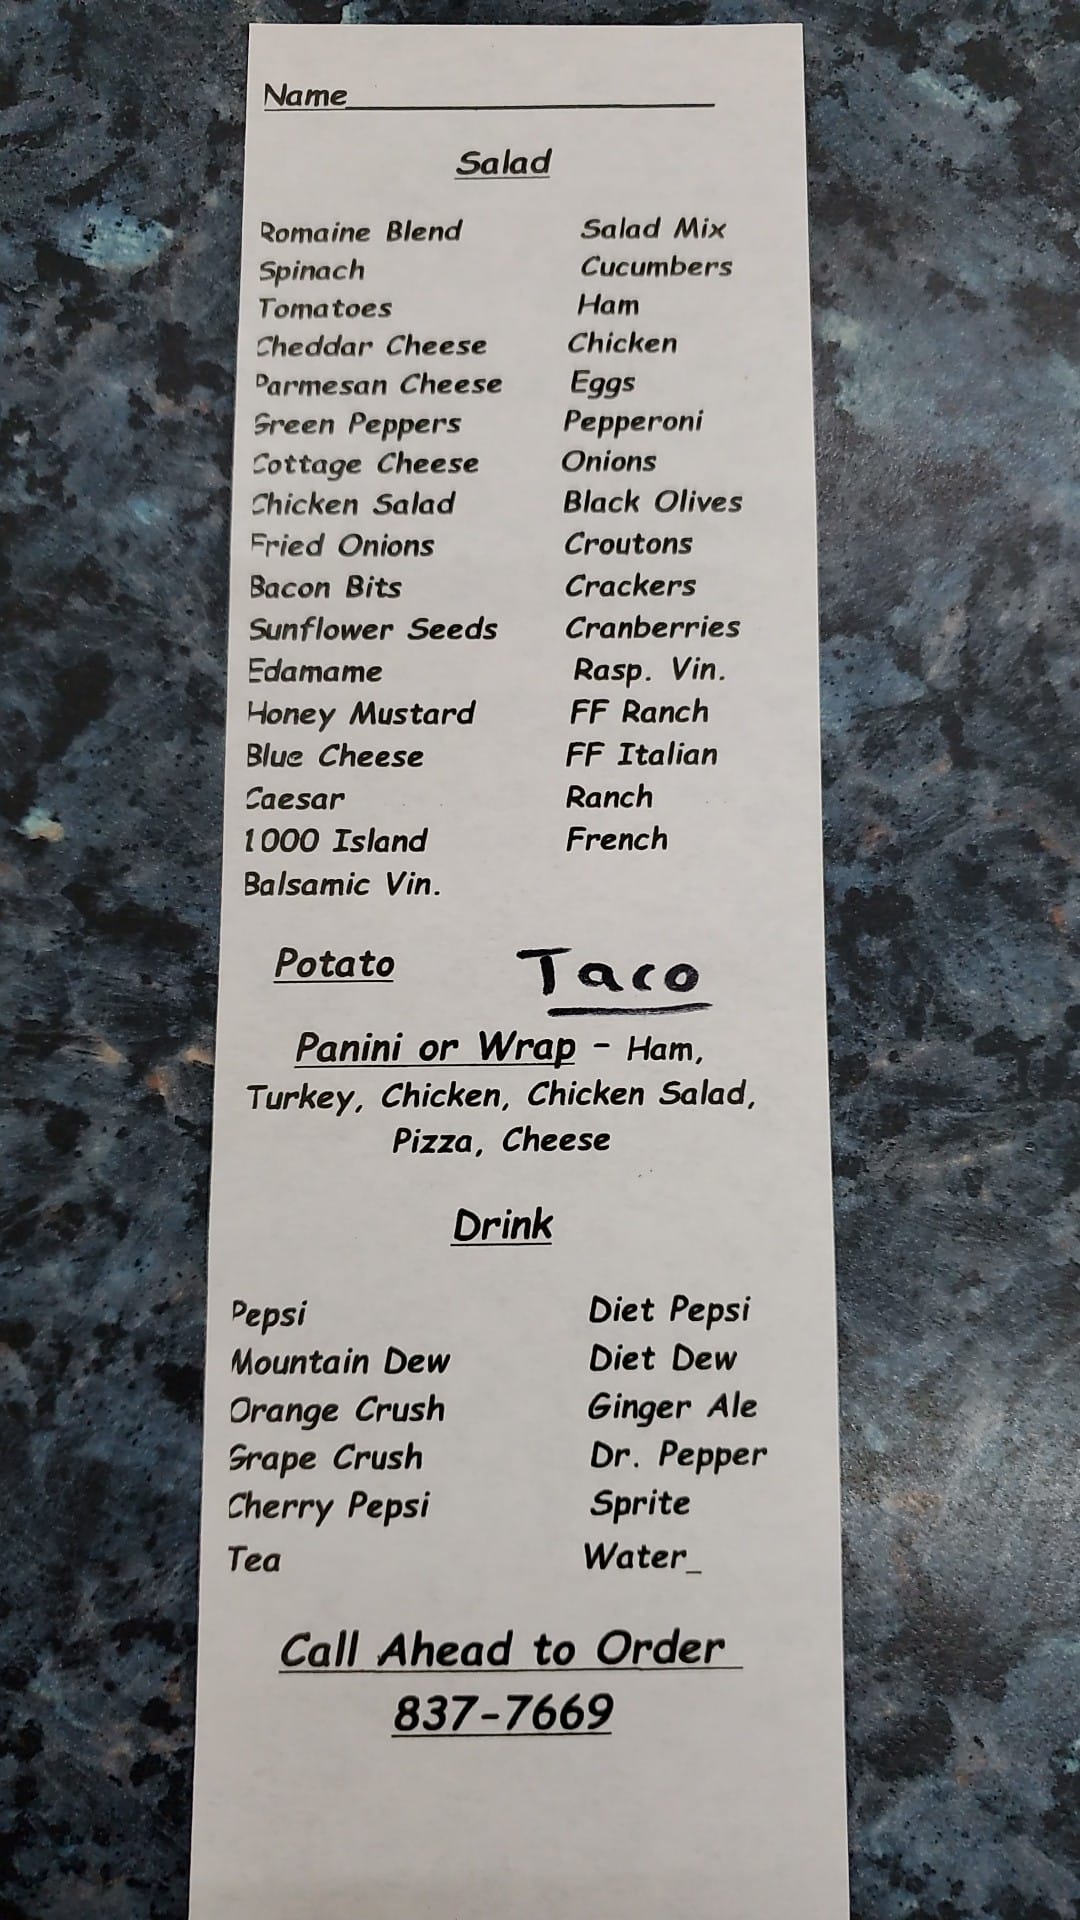 Name____________________
Salad
Romaine Blend Salad Mix
Spinach Cucumbers
Tomatoes Ham
Cheddar Cheese Chicken
Parmesan Cheese Eggs
Green Peppers Pepperoni
Cottage Cheese Onions
Chicken Salad Black Olives
Fried Onions Croutons
Bacon Bits Crackers
Sunflower Seeds Cranberries
Edamame Rasp. Vin.
Honey Mustard FF Ranch
Blue Cheese FF Italian
Caesar Ranch
1000 Island French
Balsamic Vin.
Potato Taco
Panini or Wrap - Ham,
Turkey, Chicken, Chicken Salad,
Pizza, Cheese
Drink
Pepsi Diet Pepsi
Mountain Dew Diet Dew
Orange Crush Ginger Ale
Grape Crush Dr. Pepper
Cherry Pepsi Sprite
Tea Water_
Call Ahead to Order
837-7669